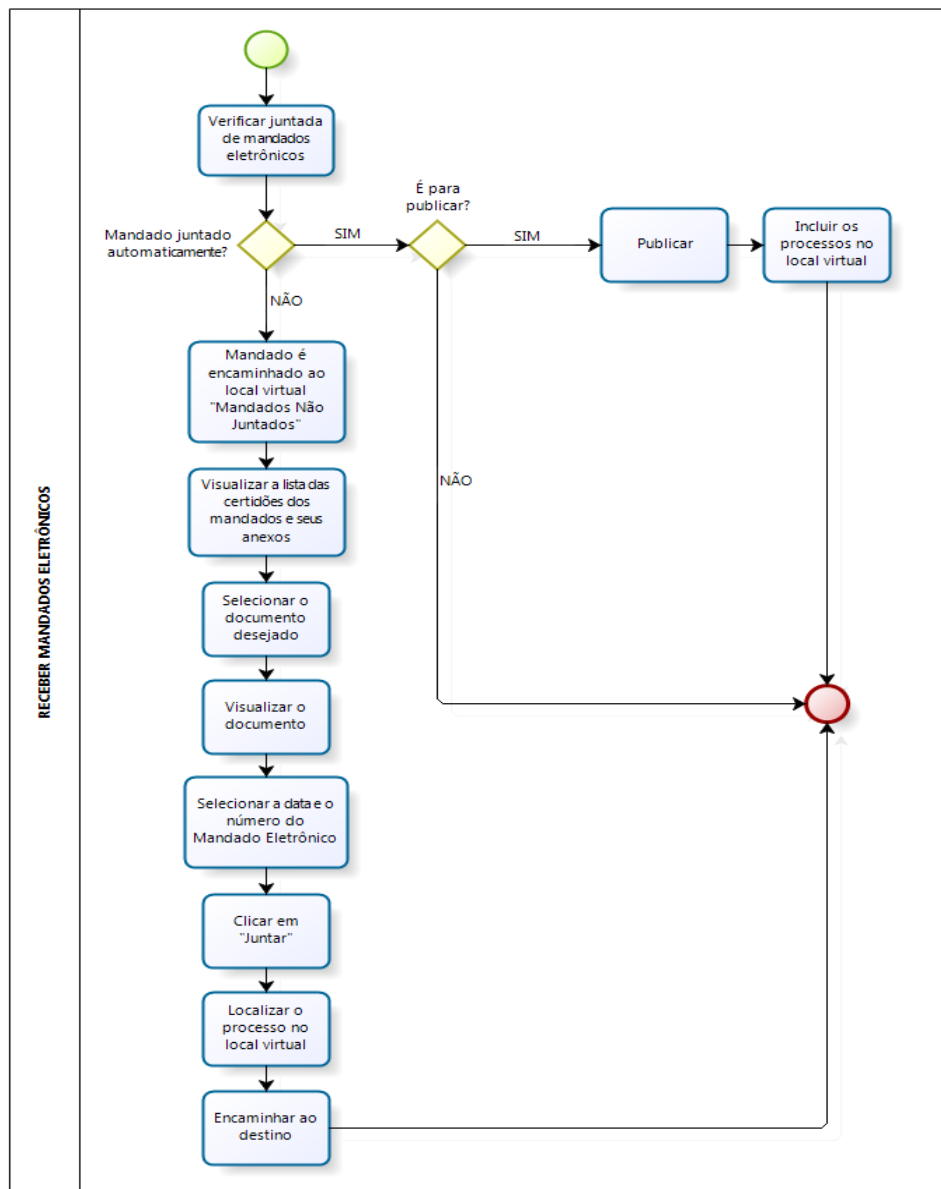 RECEBER MANDADOS ELETRÔNICOS
Verificar juntada
de mandados
eletrônicos
Mandado juntado
automaticamente?
SIM
É para
publicar?
SIM
Publicar
Incluir os
processos no
local virtual
NÃO
Mandado é
encaminhado ao
local virtual
"Mandados Não
Juntados"
NÃO
Visualizar a lista das
certidões dos
mandados e seus
anexos
Selecionar o
documento
desejado
Visualizar o
documento
Selecionar a data e o
número do
Mandado Eletrônico
Clicar em
"Juntar"
Localizar o
processo no
local virtual
Encaminhar ao
destino